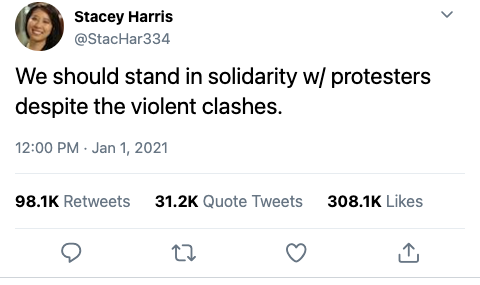 Stacey Harris
@StacHar334
We should stand in solidarity w/ protesters
despite the violent clashes.
12:00 PM · Jan 1, 2021
98.1K Retweets 31.2K Quote Tweets 308.1K Likes